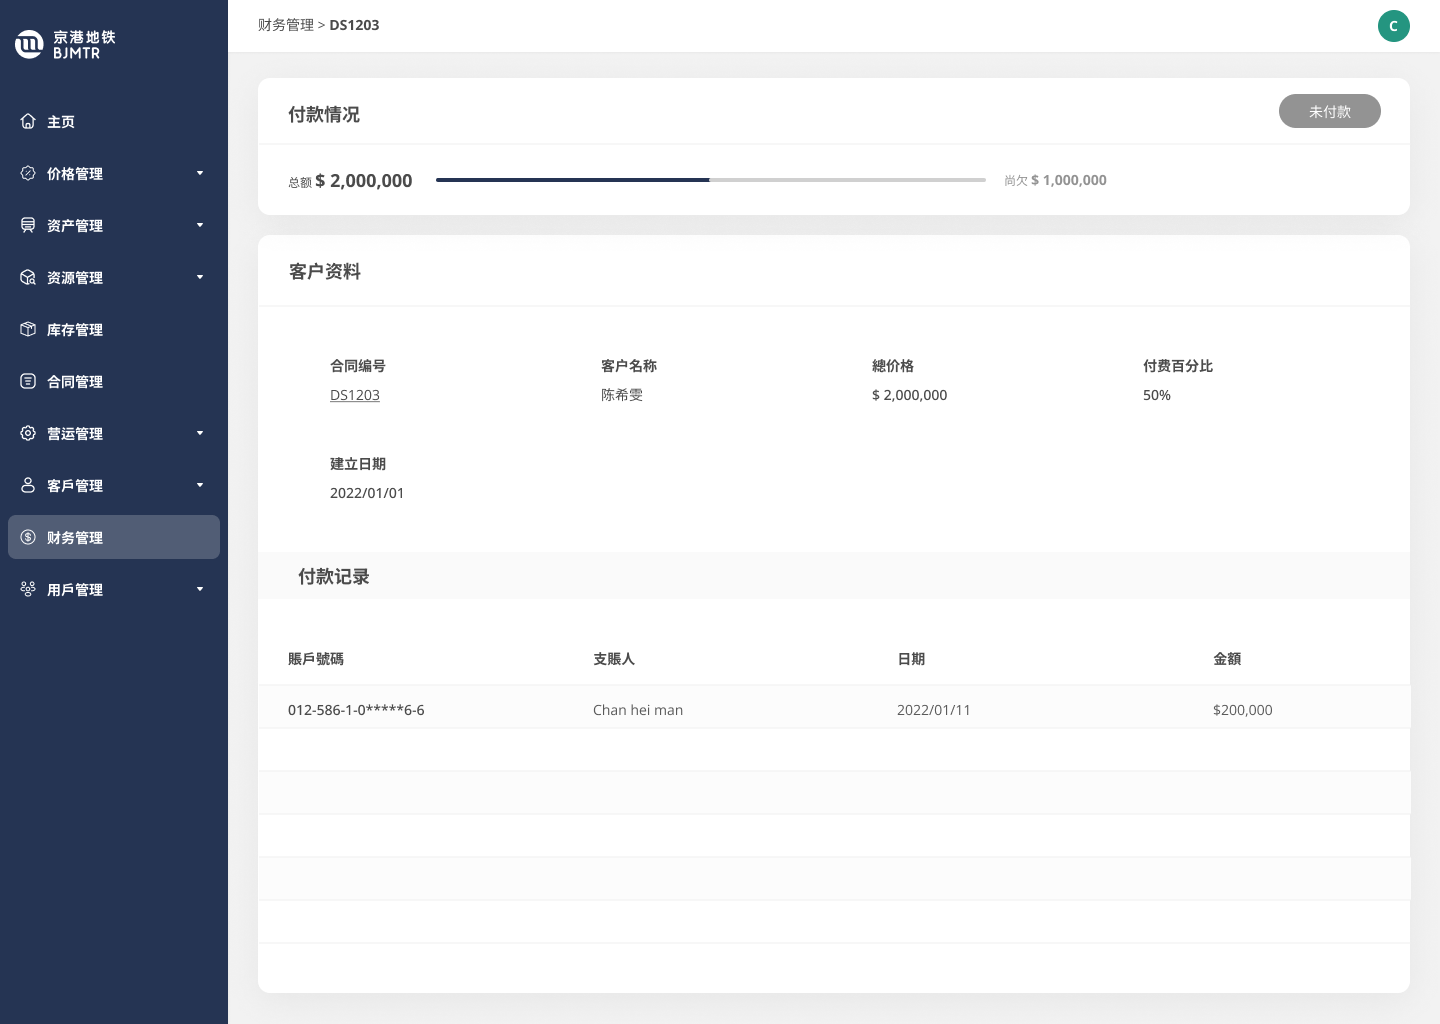 京港地铁
BJMTR
主页
价格管理
资产管理
资源管理
库存管理
合同管理
营运管理
客戶管理
财务管理
用戶管理
财务管理 > DS1203
C
付款情况
未付款
总额 $ 2,000,000
尚欠 $ 1,000,000
客户资料
合同编号
客户名称
總价格
付费百分比
DS1203
陈希雯
$ 2,000,000
50%
建立日期
2022/01/01
付款记录
賬戶號碼
支賬人
日期
金額
012-586-1-0*****6-6
Chan hei man
2022/01/11
$200,000